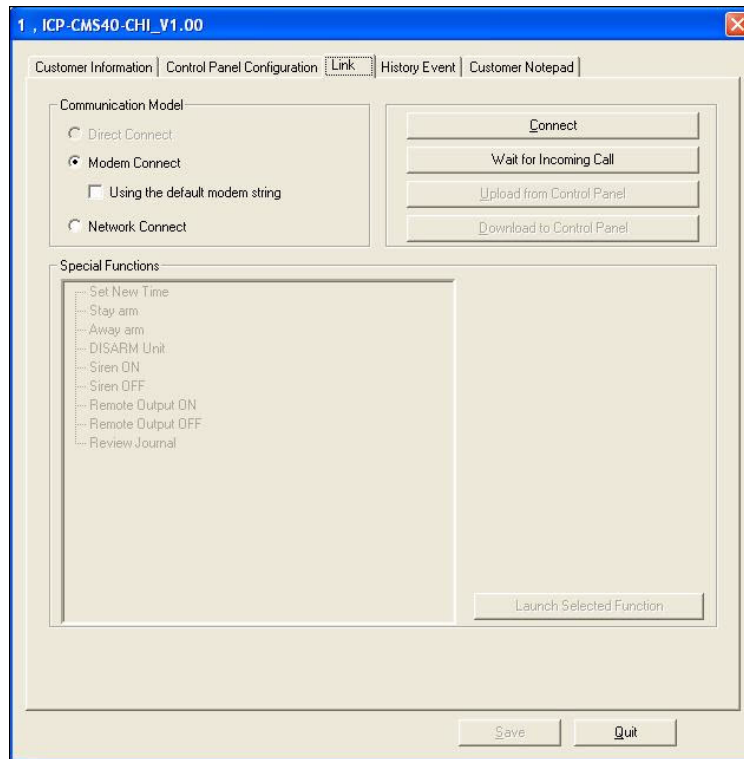 1 , ICP-CMS40-CHI_V1.00
Customer Information Control Panel Configuration Link History Event Customer Notepad
Communication Model
Direct Connect
Modem Connect
Using the default modem string
Network Connect
Connect
Wait for Incoming Call
Upload from Control Panel
Download to Control Panel
Special Functions
Set New Time
Stay arm
Away arm
DISARM Unit
Siren ON
Siren OFF
Remote Output ON
Remote Output OFF
Review Journal
Launch Selected Function
Save Quit